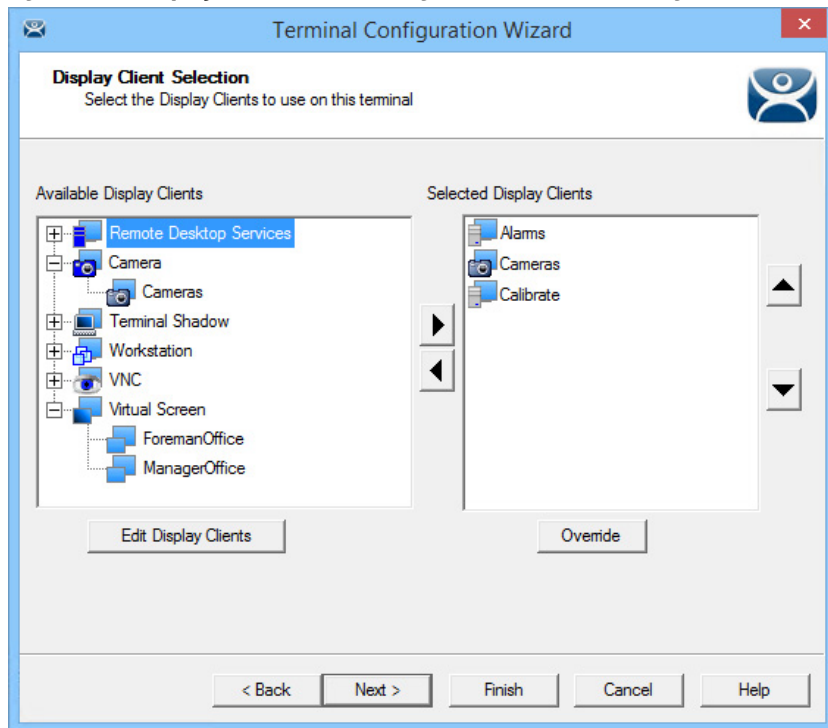 Terminal Configuration Wizard
Display Client Selection
Select the Display Clients to use on this terminal
Available Display Clients
Selected Display Clients
Remote Desktop Services
Camera
Cameras
Terminal Shadow
Workstation
VNC
Virtual Screen
ForemanOffice
ManagerOffice
Alarms
Cameras
Calibrate
Edit Display Clients
Override
< Back
Next >
Finish
Cancel
Help